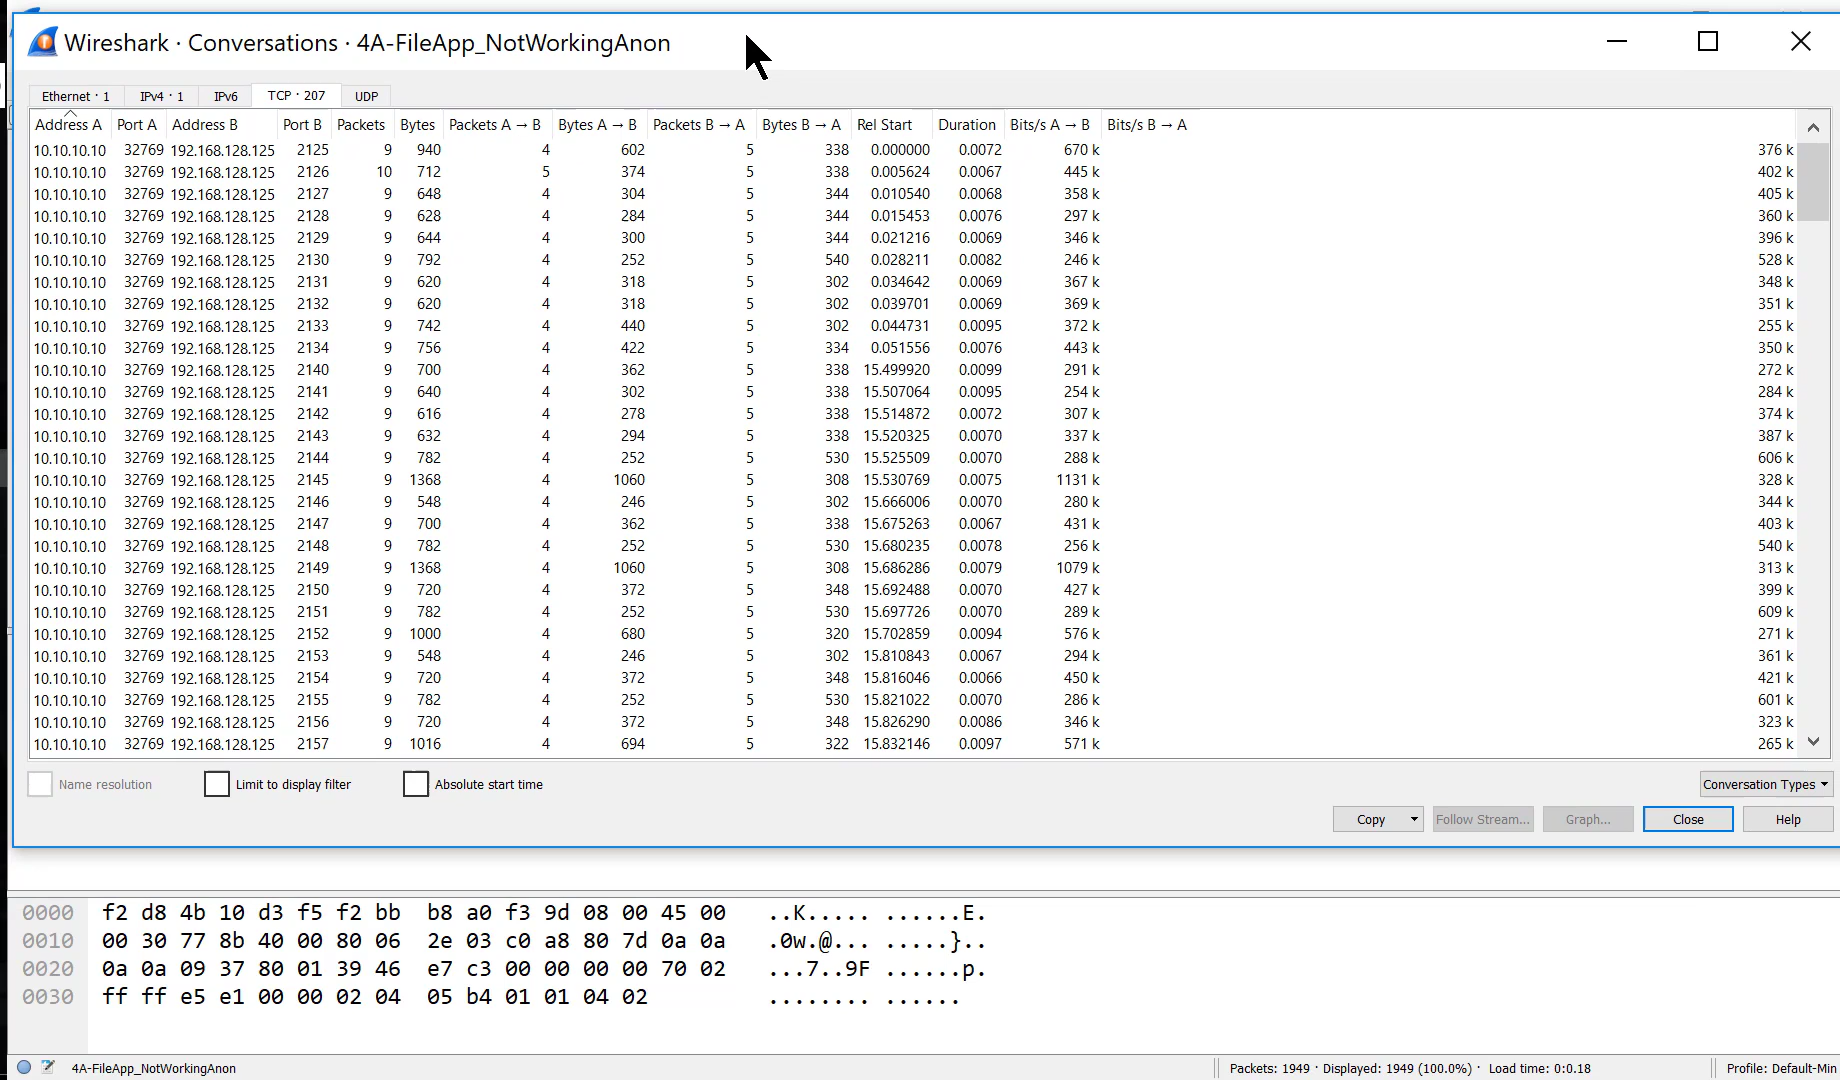 Wireshark · Conversations · 4A-FileApp_NotWorkingAnon
Ethernet · 1 IPv4 · 1 IPv6 TCP · 207 UDP
Address A Port A Address B Port B Packets Bytes Packets A → B Bytes A → B Packets B → A Bytes B → A Rel Start Duration Bits/s A → B Bits/s B → A
10.10.10.10 32769 192.168.128.125 2125 9 940 4 602 5 338 0.000000 0.0072 670 k 376 k
10.10.10.10 32769 192.168.128.125 2126 10 712 5 374 5 338 0.005624 0.0067 445 k 402 k
10.10.10.10 32769 192.168.128.125 2127 9 648 4 304 5 344 0.010540 0.0068 358 k 405 k
10.10.10.10 32769 192.168.128.125 2128 9 628 4 284 5 344 0.015453 0.0076 297 k 360 k
10.10.10.10 32769 192.168.128.125 2129 9 644 4 300 5 344 0.021216 0.0069 346 k 396 k
10.10.10.10 32769 192.168.128.125 2130 9 792 4 252 5 540 0.028211 0.0082 246 k 528 k
10.10.10.10 32769 192.168.128.125 2131 9 620 4 318 5 302 0.034642 0.0069 367 k 348 k
10.10.10.10 32769 192.168.128.125 2132 9 620 4 318 5 302 0.039701 0.0069 369 k 351 k
10.10.10.10 32769 192.168.128.125 2133 9 742 4 440 5 302 0.044731 0.0095 372 k 255 k
10.10.10.10 32769 192.168.128.125 2134 9 756 4 422 5 334 0.051556 0.0076 443 k 350 k
10.10.10.10 32769 192.168.128.125 2140 9 700 4 362 5 338 15.499920 0.0099 291 k 272 k
10.10.10.10 32769 192.168.128.125 2141 9 640 4 302 5 338 15.507064 0.0095 254 k 284 k
10.10.10.10 32769 192.168.128.125 2142 9 616 4 278 5 338 15.514872 0.0072 307 k 374 k
10.10.10.10 32769 192.168.128.125 2143 9 632 4 294 5 338 15.520325 0.0070 337 k 387 k
10.10.10.10 32769 192.168.128.125 2144 9 782 4 252 5 530 15.525509 0.0070 288 k 606 k
10.10.10.10 32769 192.168.128.125 2145 9 1368 4 1060 5 308 15.530769 0.0075 1131 k 328 k
10.10.10.10 32769 192.168.128.125 2146 9 548 4 246 5 302 15.666006 0.0070 280 k 344 k
10.10.10.10 32769 192.168.128.125 2147 9 700 4 362 5 338 15.675263 0.0067 431 k 403 k
10.10.10.10 32769 192.168.128.125 2148 9 782 4 252 5 530 15.680235 0.0078 256 k 540 k
10.10.10.10 32769 192.168.128.125 2149 9 1368 4 1060 5 308 15.686286 0.0079 1079 k 313 k
10.10.10.10 32769 192.168.128.125 2150 9 720 4 372 5 348 15.692488 0.0070 427 k 399 k
10.10.10.10 32769 192.168.128.125 2151 9 782 4 252 5 530 15.697726 0.0070 289 k 609 k
10.10.10.10 32769 192.168.128.125 2152 9 1000 4 680 5 320 15.702859 0.0094 576 k 271 k
10.10.10.10 32769 192.168.128.125 2153 9 548 4 246 5 302 15.810843 0.0067 294 k 361 k
10.10.10.10 32769 192.168.128.125 2154 9 720 4 372 5 348 15.816046 0.0066 450 k 421 k
10.10.10.10 32769 192.168.128.125 2155 9 782 4 252 5 530 15.821022 0.0070 286 k 601 k
10.10.10.10 32769 192.168.128.125 2156 9 720 4 372 5 348 15.826290 0.0086 346 k 323 k
10.10.10.10 32769 192.168.128.125 2157 9 1016 4 694 5 322 15.832146 0.0097 571 k 265 k
Name resolution Limit to display filter Absolute start time Conversation Types
Copy Follow Stream... Graph... Close Help
0000 f2 d8 4b 10 d3 f5 f2 bb b8 a0 f3 9d 08 00 45 00 ..K..... ......E.
0010 00 30 77 8b 40 00 80 06 2e 03 c0 a8 80 7d 0a 0a .0w.@... .....}..
0020 0a 0a 09 37 80 01 39 46 e7 c3 00 00 00 00 70 02 ...7..9F ......p.
0030 ff ff e5 e1 00 00 02 04 05 b4 01 01 04 02 ........ ......
4A-FileApp_NotWorkingAnon Packets: 1949 · Displayed: 1949 (100.0%) · Load time: 0:0.18 Profile: Default-Min